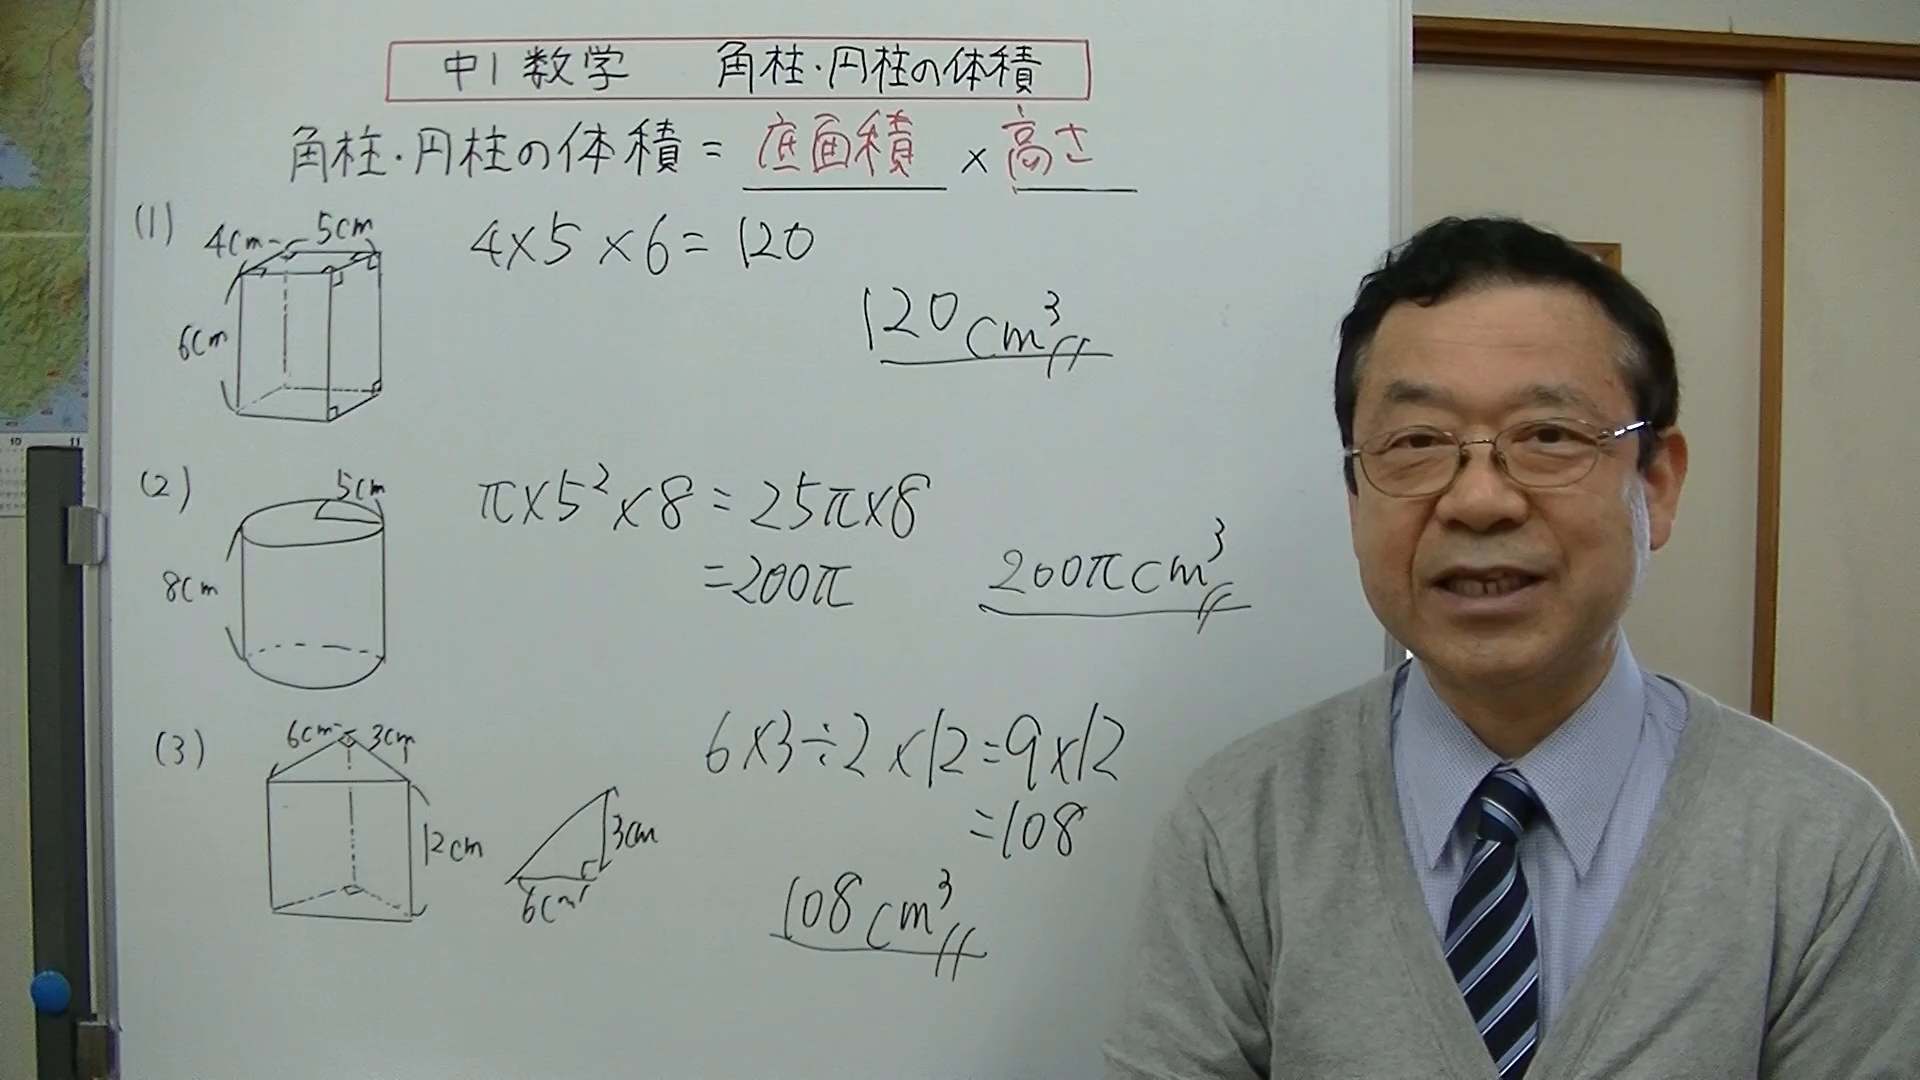 中1 数学 角柱・円柱の体積
角柱・円柱の体積 = 底面積 × 高さ
(1)
4cm 5cm
6cm
4×5×6=120
120cm³
(2)
5cm
8cm
π×5²×8=25π×8
=200π
200πcm³
(3)
6cm 3cm
12cm
3cm
6cm
6×3÷2×12=9×12
=108
108cm³
10 11